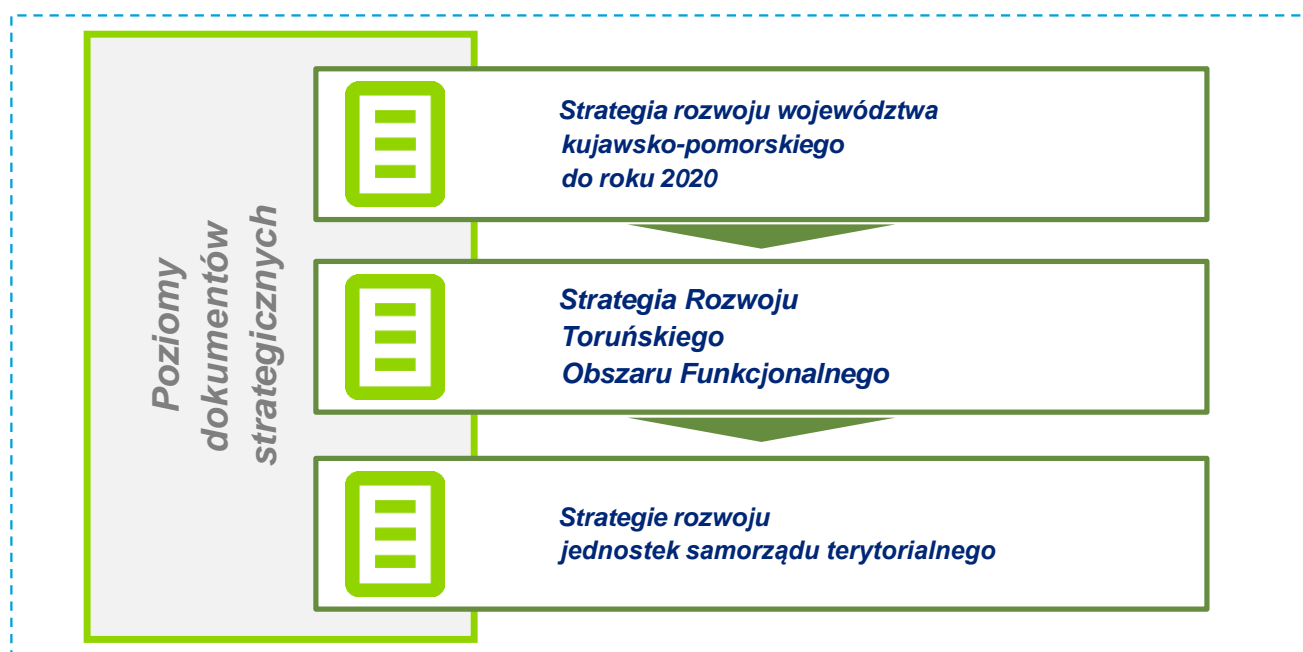 Poziomy
dokumentów
strategicznych
Strategia rozwoju województwa
kujawsko-pomorskiego
do roku 2020
Strategia Rozwoju
Toruńskiego
Obszaru Funkcjonalnego
Strategie rozwoju
jednostek samorządu terytorialnego